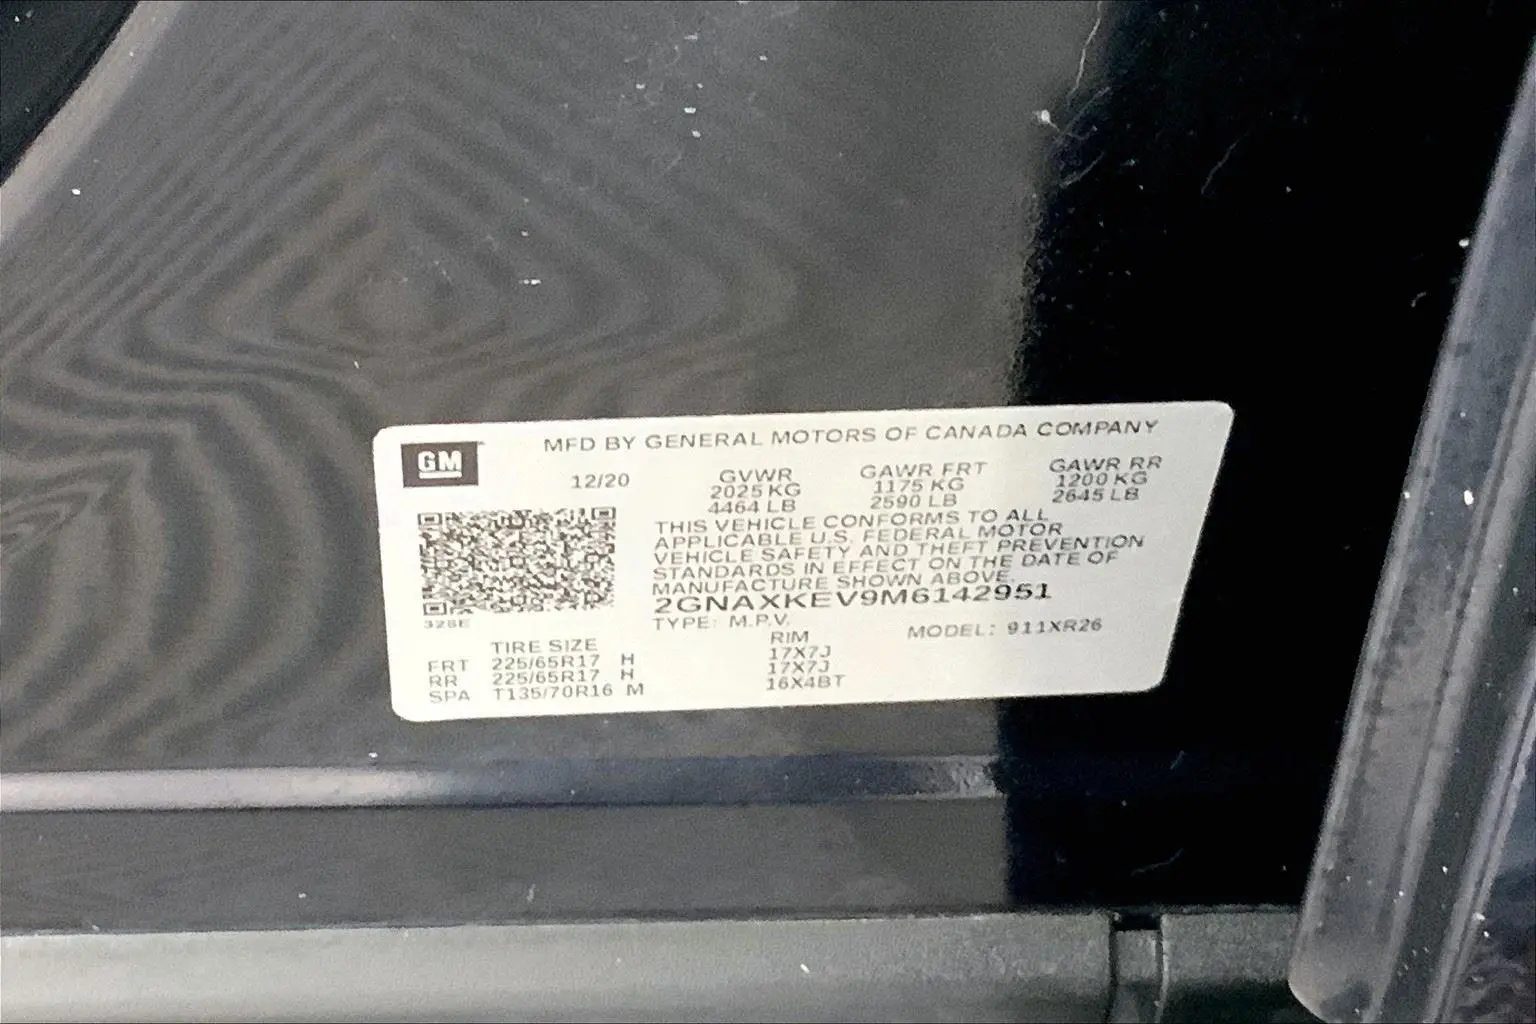 GM
MFD BY GENERAL MOTORS OF CANADA COMPANY
12/20
GVWR
2025 KG
4464 LB
GAWR FRT
1175 KG
2590 LB
GAWR RR
1200 KG
2645 LB
THIS VEHICLE CONFORMS TO ALL
APPLICABLE U.S. FEDERAL MOTOR
VEHICLE SAFETY AND THEFT PREVENTION
STANDARDS IN EFFECT ON THE DATE OF
MANUFACTURE SHOWN ABOVE.
2GNAXKEV9M6142951
328E
TYPE: M.P.V.
MODEL: 911XR26
TIRE SIZE RIM
FRT 225/65R17 H 17X7J
RR 225/65R17 H 17X7J
SPA T135/70R16 M 16X4BT